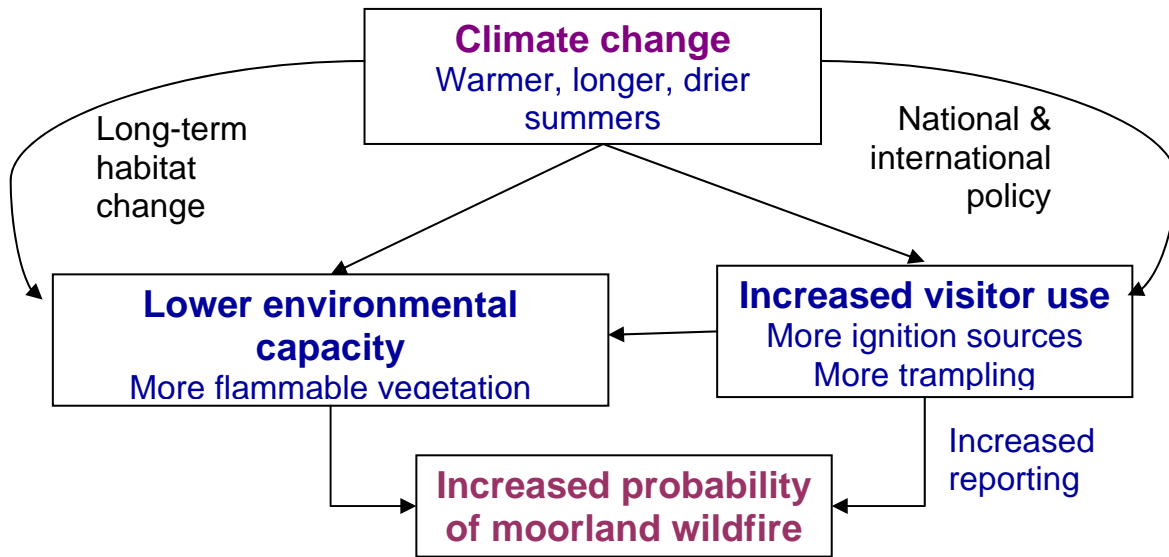 Climate change
Warmer, longer, drier
summers
Long-term
habitat
change
National &
international
policy
Lower environmental
capacity
More flammable vegetation
Increased visitor use
More ignition sources
More trampling
Increased
reporting
Increased probability
of moorland wildfire